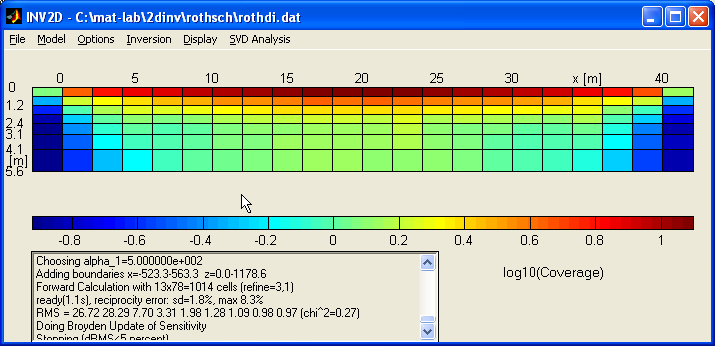 INV2D - C:\mat-lab\2dinv\rothsch\rothdi.dat
File Model Options Inversion Display SVD Analysis
0 5 10 15 20 25 30 x [m] 40
0
1.2
2.4
3.1
4.1
[m]
5.6
-0.8 -0.6 -0.4 -0.2 0 0.2 0.4 0.6 0.8 1
log10(Coverage)
Choosing alpha_1=5.000000e+002
Adding boundaries x=-523.3-563.3 z=0.0-1178.6
Forward Calculation with 13x78=1014 cells (refine=3,1)
ready(1.1s), reciprocity error: sd=1.8%, max 8.3%
RMS = 26.72 28.29 7.70 3.31 1.98 1.28 1.09 0.98 0.97 (chi^2=0.27)
Doing Broyden Update of Sensitivity
Stopping (dRMS<5 percent)